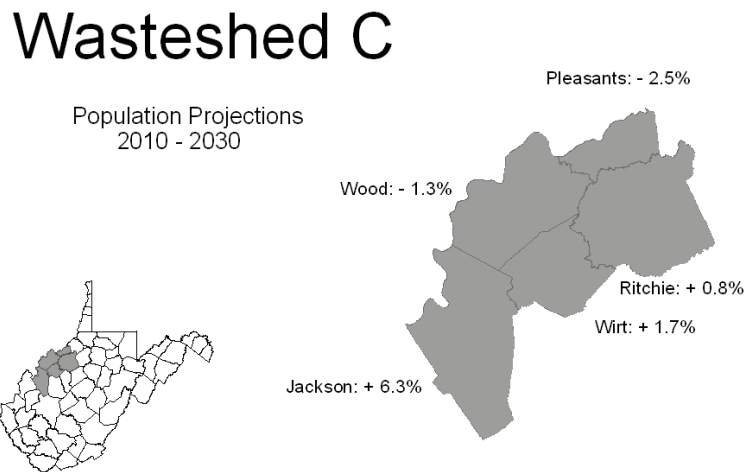 Wasteshed C
Population Projections
2010 - 2030
Pleasants: - 2.5%
Wood: - 1.3%
Ritchie: + 0.8%
Wirt: + 1.7%
Jackson: + 6.3%